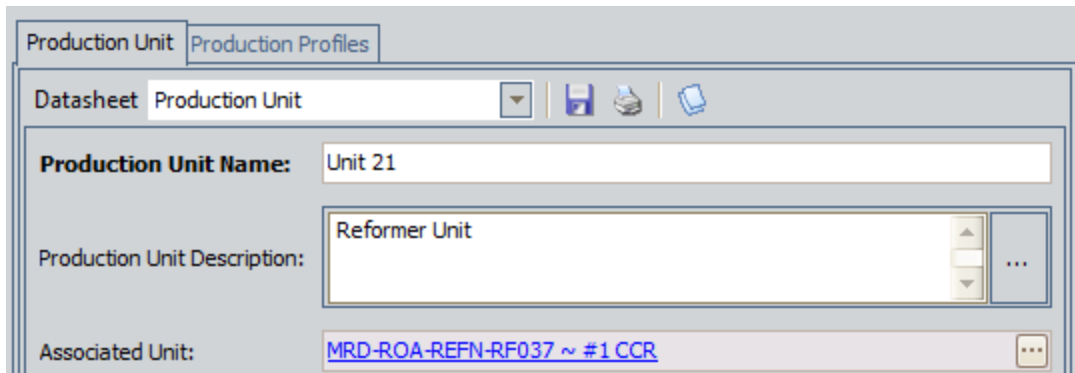 Production Unit Production Profiles
Datasheet Production Unit
Production Unit Name: Unit 21
Production Unit Description: Reformer Unit
...
Associated Unit: MRD-ROA-REFN-RF037 ~ #1 CCR ...